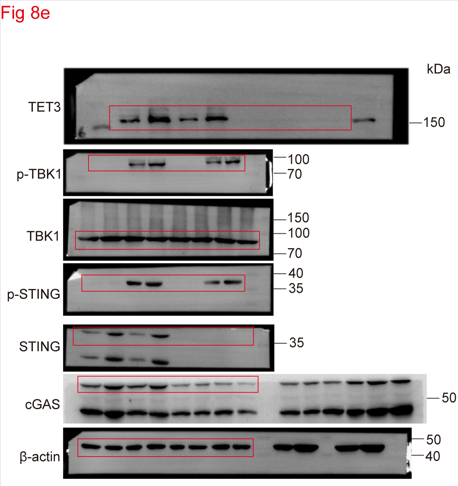 Fig 8e
kDa
TET3
150
p-TBK1
100
70
TBK1
150
100
70
p-STING
40
35
STING
35
cGAS
50
β-actin
50
40